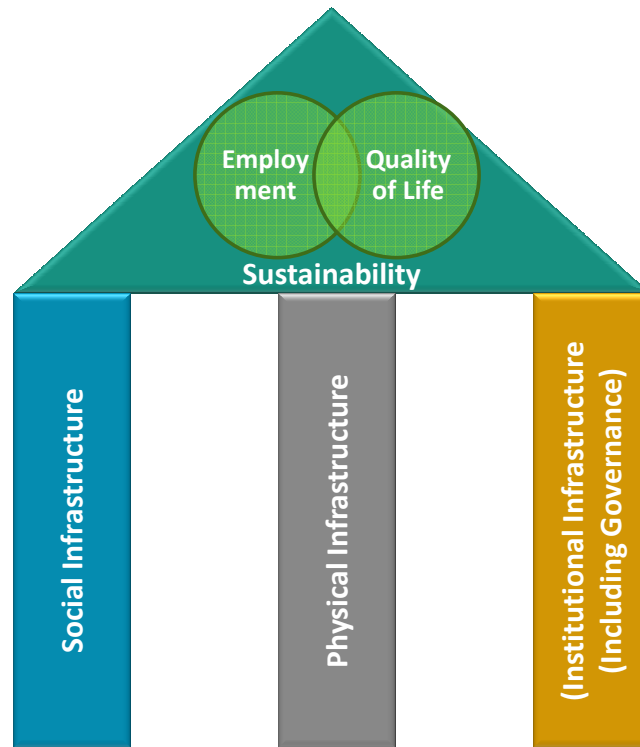 Employ
ment
Quality
of Life
Sustainability
Social Infrastructure
Physical Infrastructure
(Institutional Infrastructure
(Including Governance)